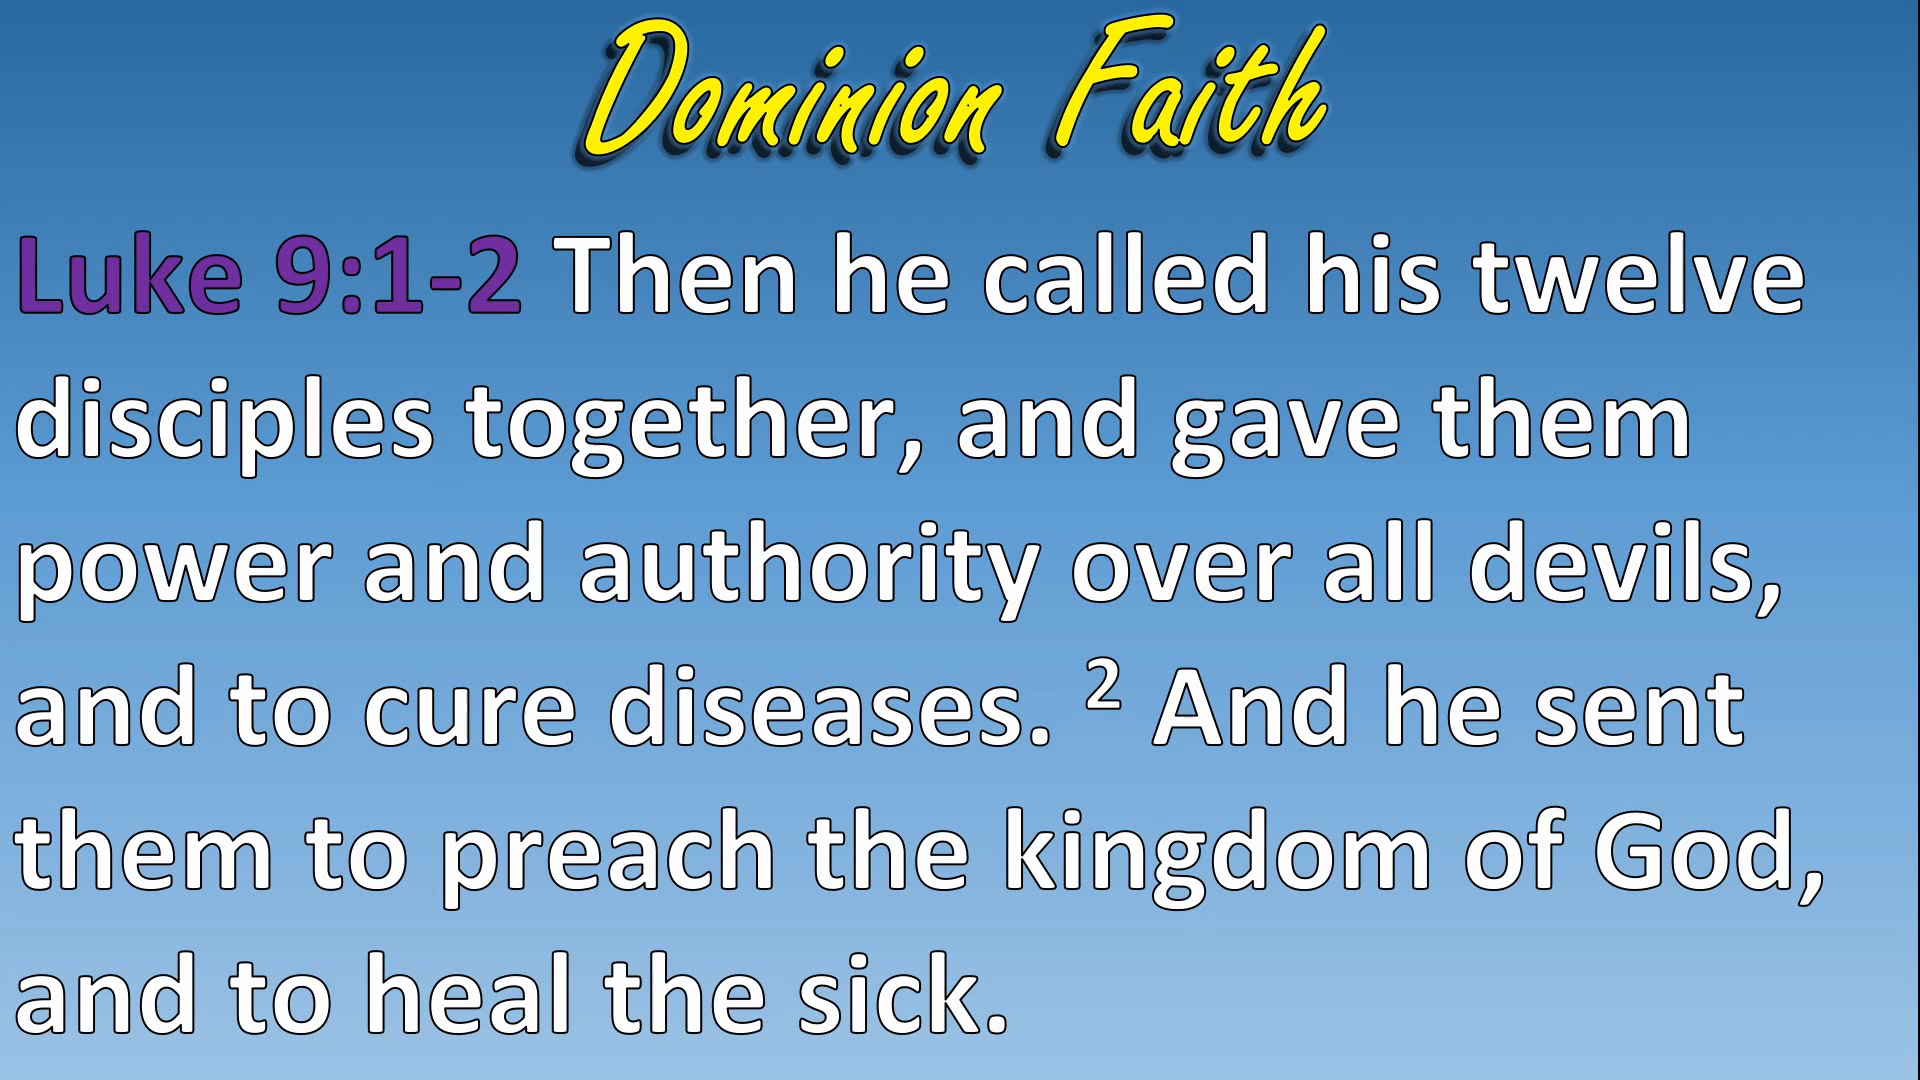 Dominion Faith
Luke 9:1-2 Then he called his twelve
disciples together, and gave them
power and authority over all devils,
and to cure diseases. ² And he sent
them to preach the kingdom of God,
and to heal the sick.